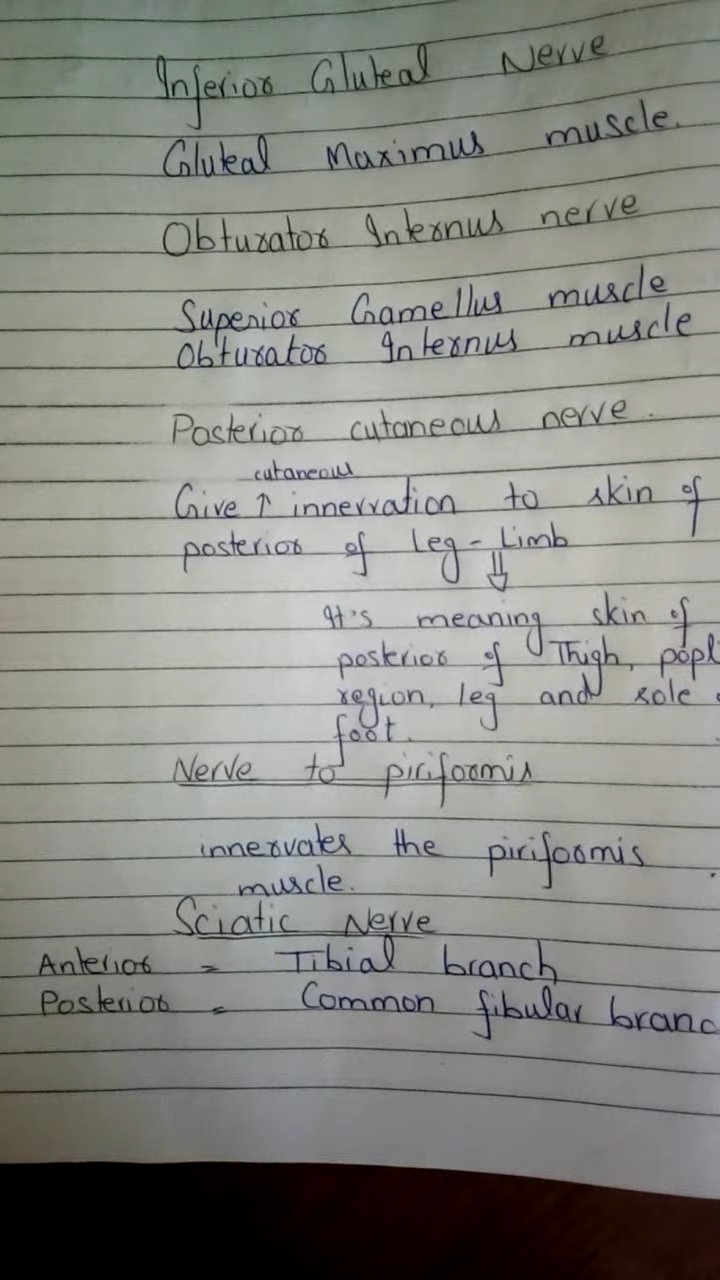 Inferior Gluteal Nerve
Gluteal Maximus muscle.
Obturator Internus nerve
Superior Gamellus muscle
Obturator Internus muscle
Posterior cutaneous nerve.
cutaneous
Give ↑ innervation to skin of
posterior of leg - Limb
⇓
It's meaning skin of
posterior of Thigh, popl
region, leg and sole
foot.
Nerve to piriformis
innervates the piriformis
muscle.
Sciatic Nerve
Anterior = Tibial branch
Posterior = Common fibular branc